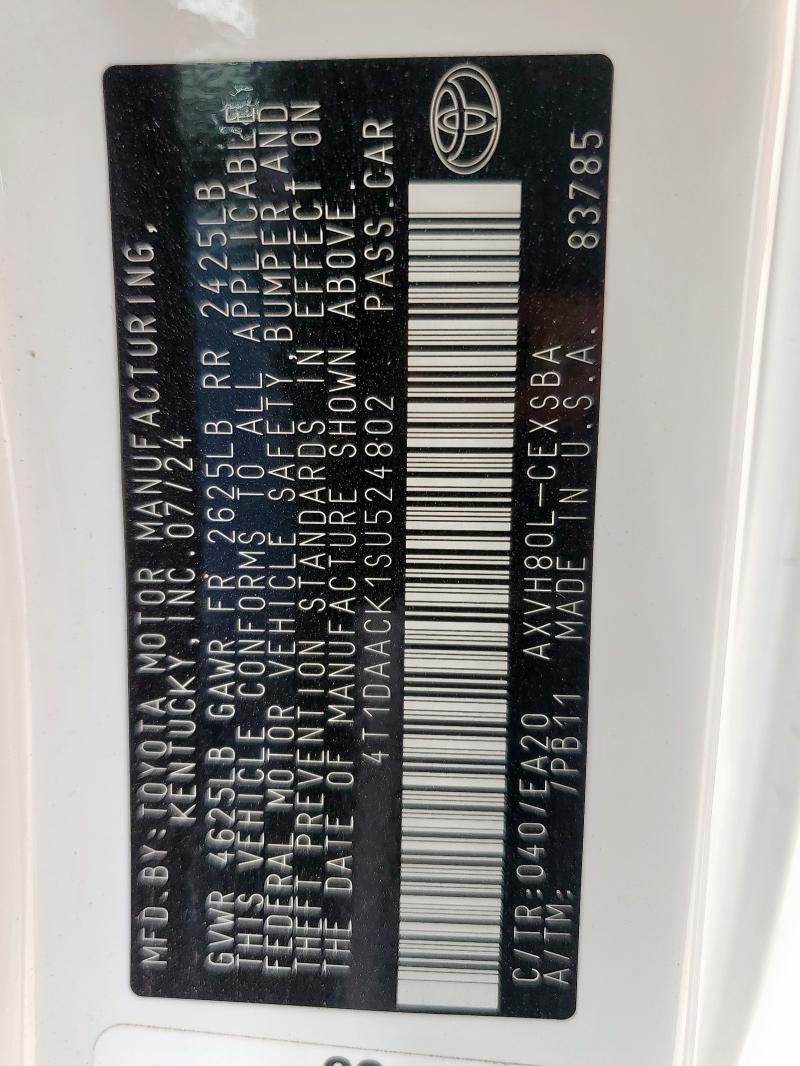 MFD.BY:TOYOTA MOTOR MANUFACTURING,
KENTUCKY,INC.07/24
GVWR 4625LB GAWR FR 2625LB RR 2425LB
THIS VEHICLE CONFORMS TO ALL APPLICABLE
FEDERAL MOTOR VEHICLE SAFETY,BUMPER,AND
THEFT PREVENTION STANDARDS IN EFFECT ON
THE DATE OF MANUFACTURE SHOWN ABOVE.
4T1DAACK1SU524802 PASS.CAR
C/TR:040/EA20 AXVH80L-CEXSBA
A/TM: /PB11 MADE IN U.S.A. 83785